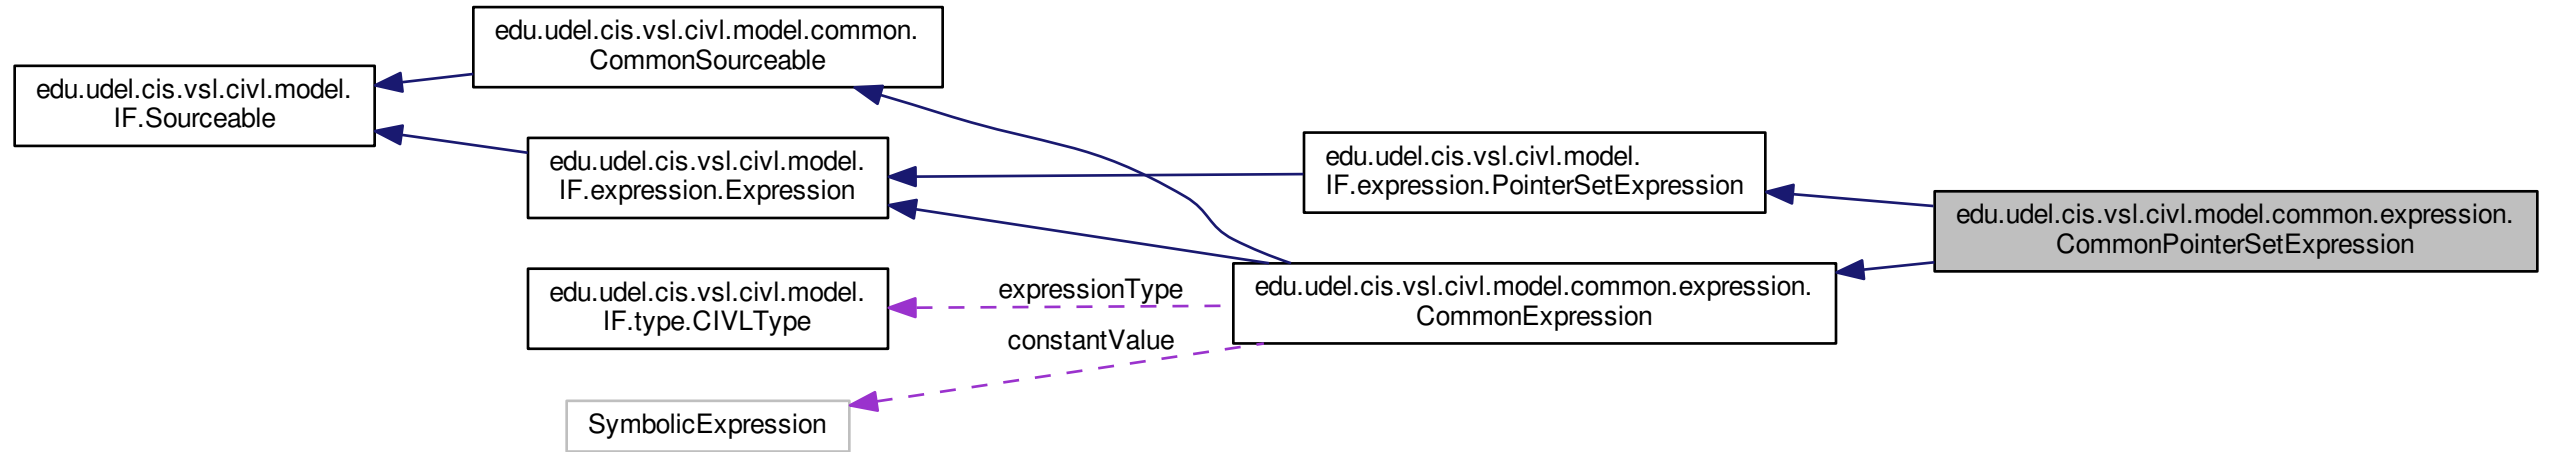 edu.udel.cis.vsl.civl.model.common.
CommonSourceable
edu.udel.cis.vsl.civl.model.
IF.Sourceable
edu.udel.cis.vsl.civl.model.
IF.expression.Expression
edu.udel.cis.vsl.civl.model.
IF.expression.PointerSetExpression
edu.udel.cis.vsl.civl.model.common.expression.
CommonPointerSetExpression
edu.udel.cis.vsl.civl.model.
IF.type.CIVLType
expressionType
edu.udel.cis.vsl.civl.model.common.expression.
CommonExpression
constantValue
SymbolicExpression